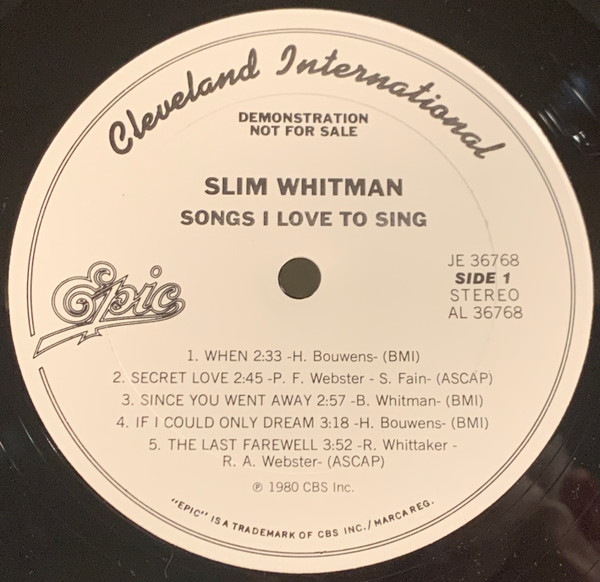 Cleveland International
DEMONSTRATION
NOT FOR SALE
SLIM WHITMAN
SONGS I LOVE TO SING
Epic
JE 36768
SIDE 1
STEREO
AL 36768
1. WHEN 2:33 -H. Bouwens- (BMI)
2. SECRET LOVE 2:45 -P. F. Webster - S. Fain- (ASCAP)
3. SINCE YOU WENT AWAY 2:57 -B. Whitman- (BMI)
4. IF I COULD ONLY DREAM 3:18 -H. Bouwens- (BMI)
5. THE LAST FAREWELL 3:52 -R. Whittaker -
R. A. Webster- (ASCAP)
℗ 1980 CBS Inc.
"EPIC" IS A TRADEMARK OF CBS INC./MARCA REG.